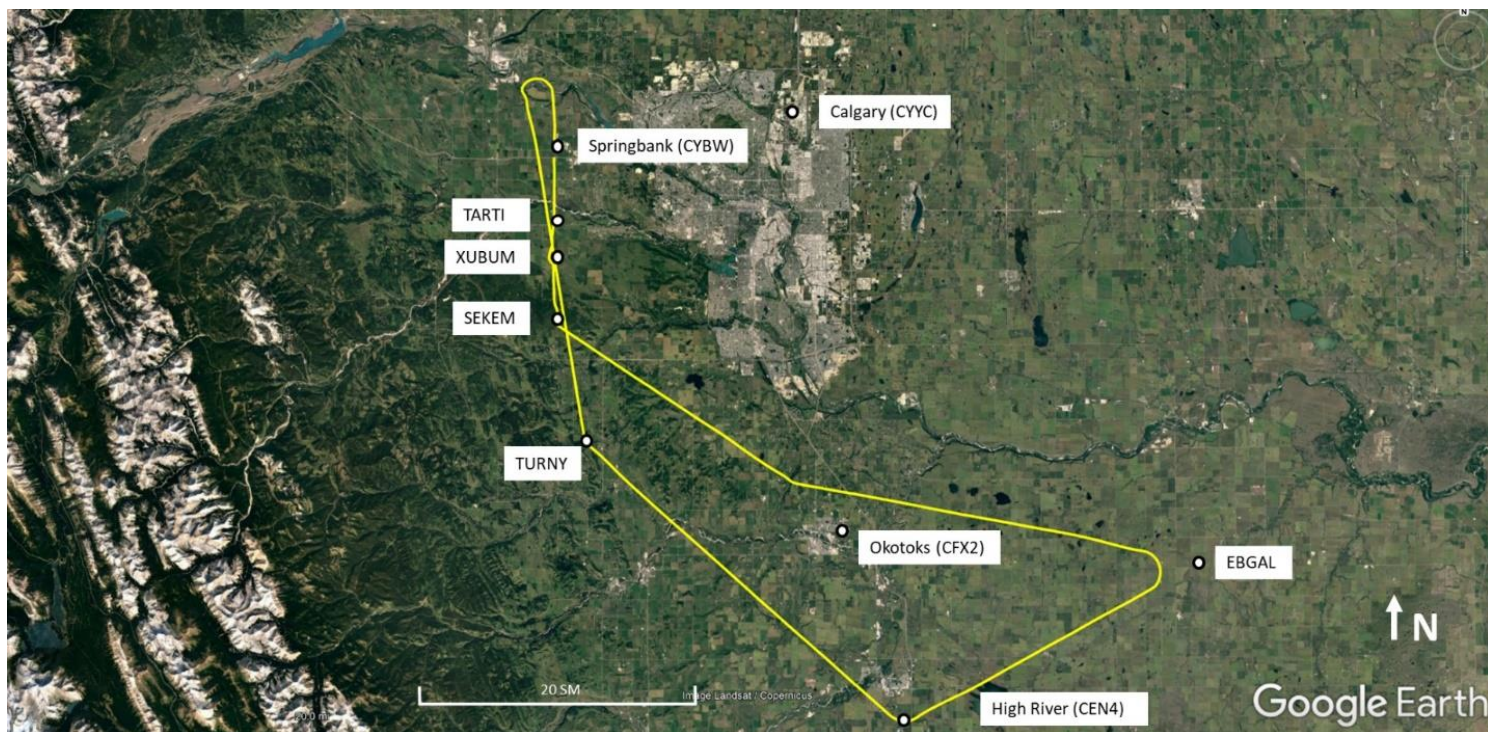 N
Calgary (CYYC)
Springbank (CYBW)
TARTI
XUBUM
SEKEM
TURNY
Okotoks (CFX2)
EBGAL
N
20 SM
Image Landsat / Copernicus
High River (CEN4)
Google Earth